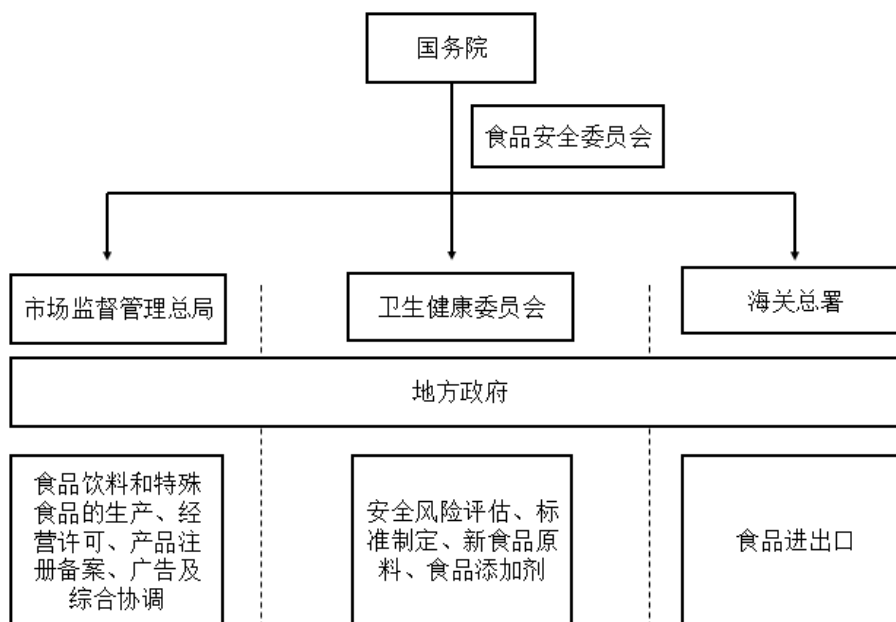 国务院
食品安全委员会
市场监督管理总局
卫生健康委员会
海关总署
地方政府
食品饮料和特殊
食品的生产、经
营许可、产品注
册备案、广告及
综合协调
安全风险评估、标
准制定、新食品原
料、食品添加剂
食品进出口